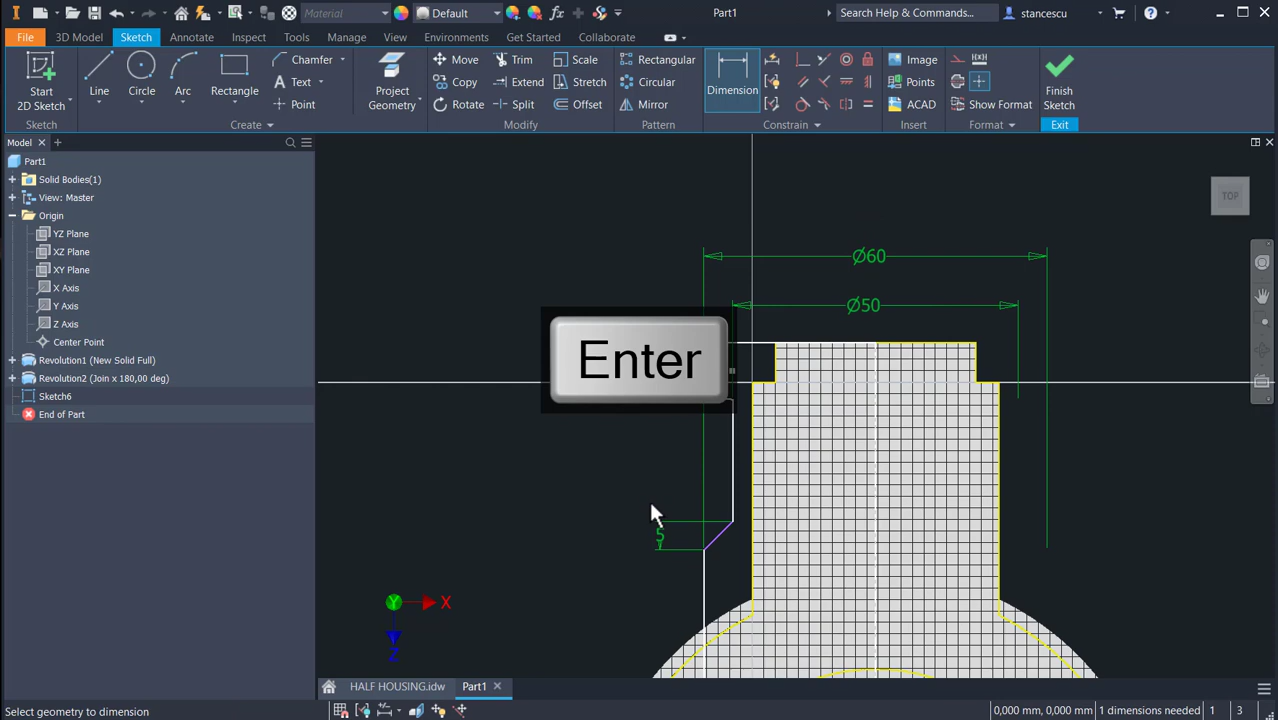 Material
Default
Part1
Search Help & Commands...
stancescu
File
3D Model
Sketch
Annotate
Inspect
Tools
Manage
View
Environments
Get Started
Collaborate
Start
2D Sketch
Line
Circle
Arc
Rectangle
Chamfer
Text
Point
Project
Geometry
Move
Copy
Rotate
Trim
Extend
Split
Scale
Stretch
Offset
Rectangular
Circular
Mirror
Dimension
Image
Points
ACAD
Show Format
Finish
Sketch
Sketch
Create
Modify
Pattern
Constrain
Insert
Format
Exit
Model
Part1
Solid Bodies(1)
View: Master
Origin
YZ Plane
XZ Plane
XY Plane
X Axis
Y Axis
Z Axis
Center Point
Revolution1 (New Solid Full)
Revolution2 (Join x 180,00 deg)
Sketch6
End of Part
TOP
Ø60
Ø50
Enter
5
Y
X
Z
HALF HOUSING.idw
Part1
Select geometry to dimension
0,000 mm, 0,000 mm
1 dimensions needed
1
3